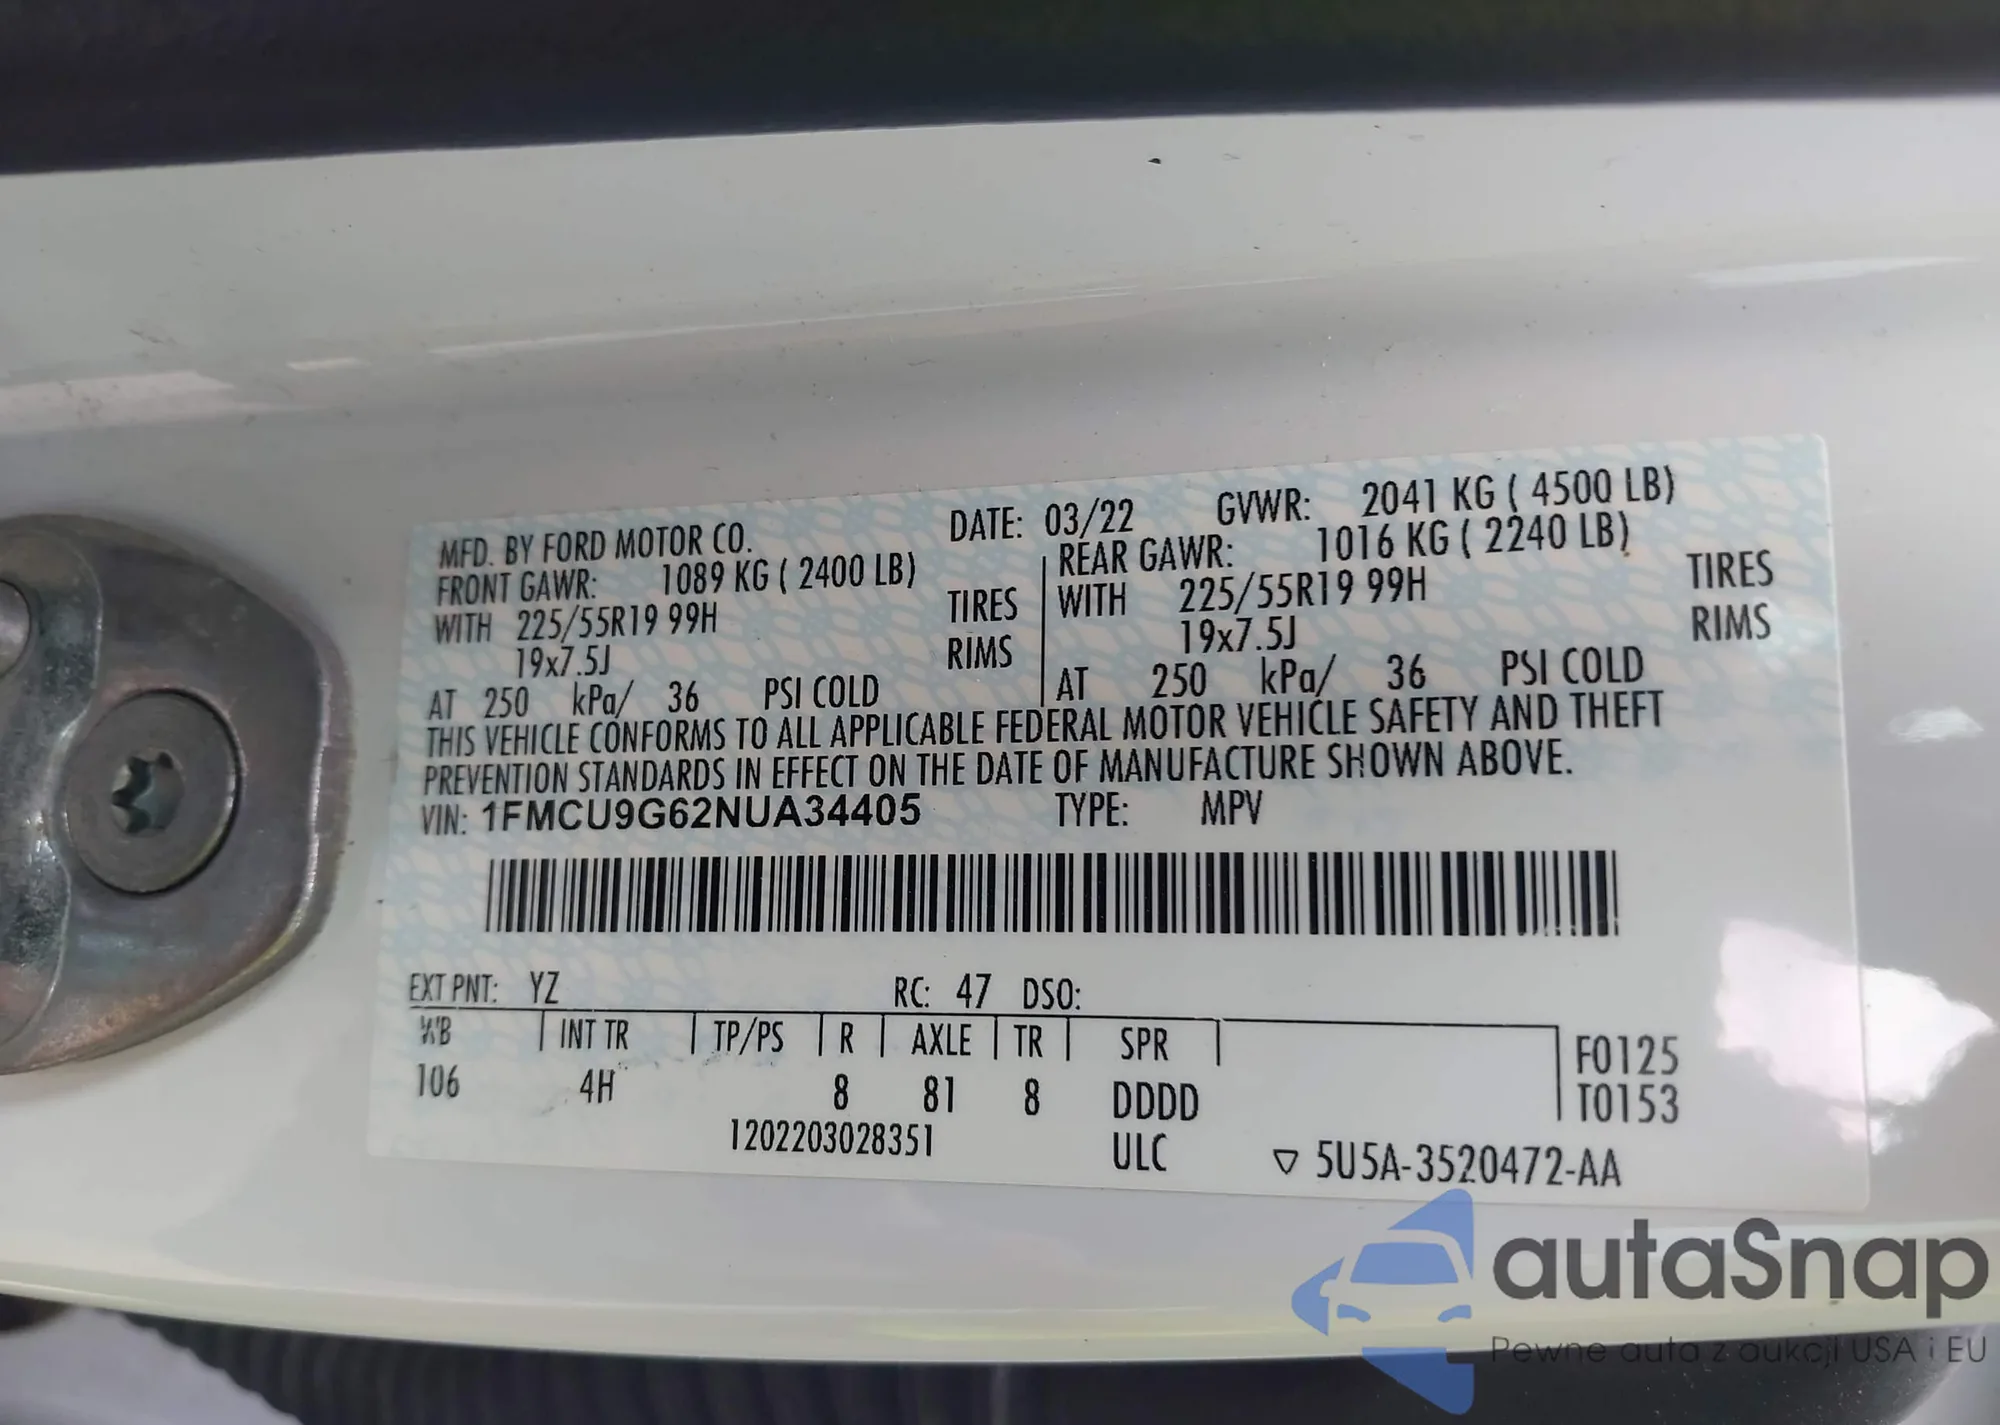 MFD. BY FORD MOTOR CO. DATE: 03/22 GVWR: 2041 KG ( 4500 LB)
FRONT GAWR: 1089 KG ( 2400 LB) REAR GAWR: 1016 KG ( 2240 LB)
WITH 225/55R19 99H TIRES WITH 225/55R19 99H TIRES
19x7.5J RIMS 19x7.5J RIMS
AT 250 kPa/ 36 PSI COLD AT 250 kPa/ 36 PSI COLD
THIS VEHICLE CONFORMS TO ALL APPLICABLE FEDERAL MOTOR VEHICLE SAFETY AND THEFT
PREVENTION STANDARDS IN EFFECT ON THE DATE OF MANUFACTURE SHOWN ABOVE.
VIN: 1FMCU9G62NUA34405 TYPE: MPV
EXT PNT: YZ RC: 47 DSO:
WB INT TR TP/PS R AXLE TR SPR F0125
106 4H 8 81 8 DDDD T0153
1202203028351 ULC ▽ 5U5A-3520472-AA
autaSnap
Pewne auta z aukcji USA i EU